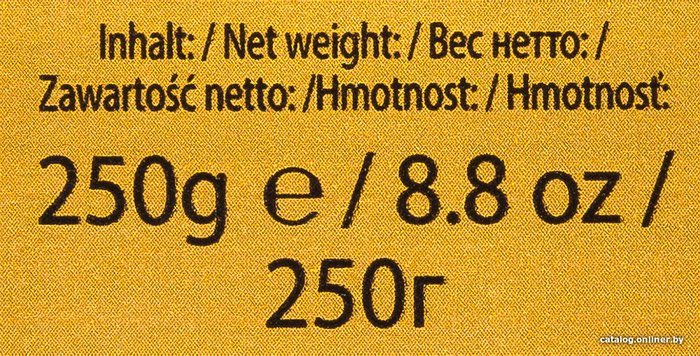 Inhalt: / Net weight: / Вес нетто: /
Zawartość netto: /Hmotnost: / Hmotnosť:
250g ℮ / 8.8 oz /
250г
catalog.onliner.by